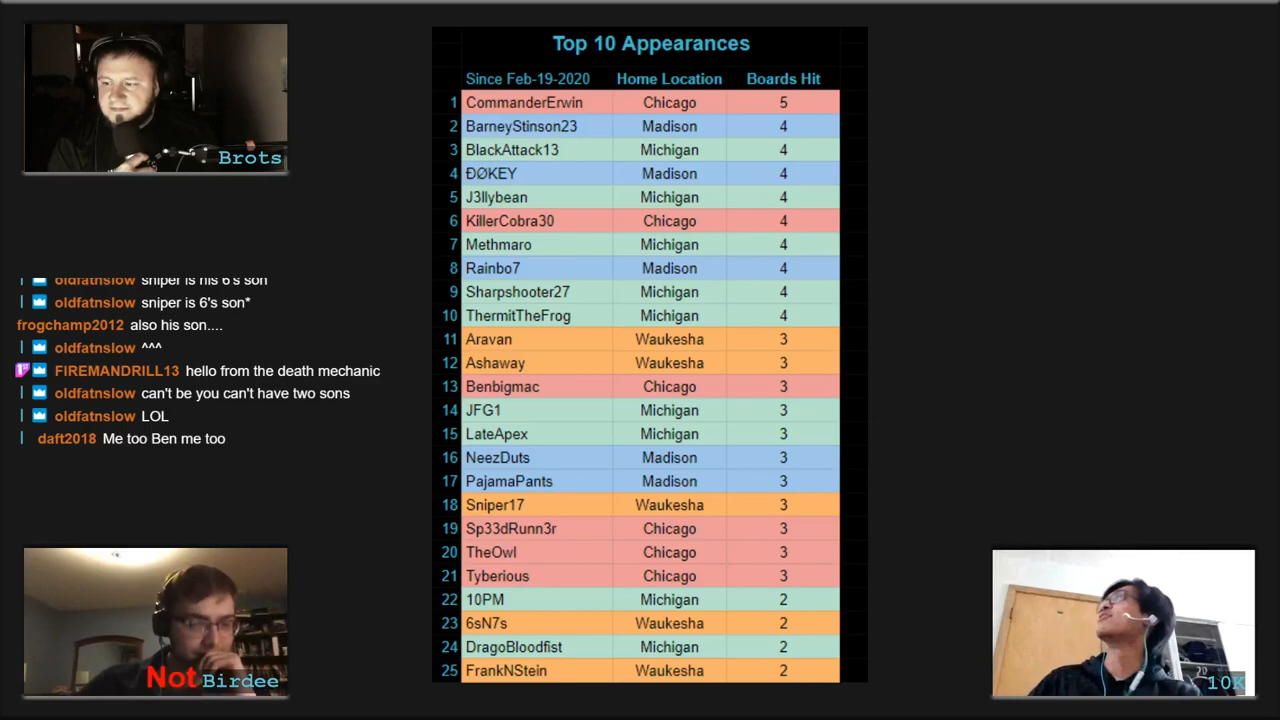 Brots
oldfatnslow sniper is his 6's son
oldfatnslow sniper is 6's son*
frogchamp2012 also his son....
oldfatnslow ^^^
FIREMANDRILL13 hello from the death mechanic
oldfatnslow can't be you can't have two sons
oldfatnslow LOL
daft2018 Me too Ben me too
Not Birdee
Top 10 Appearances
Since Feb-19-2020 Home Location Boards Hit
1 CommanderErwin Chicago 5
2 BarneyStinson23 Madison 4
3 BlackAttack13 Michigan 4
4 ĐØKEY Madison 4
5 J3llybean Michigan 4
6 KillerCobra30 Chicago 4
7 Methmaro Michigan 4
8 Rainbo7 Madison 4
9 Sharpshooter27 Michigan 4
10 ThermitTheFrog Michigan 4
11 Aravan Waukesha 3
12 Ashaway Waukesha 3
13 Benbigmac Chicago 3
14 JFG1 Michigan 3
15 LateApex Michigan 3
16 NeezDuts Madison 3
17 PajamaPants Madison 3
18 Sniper17 Waukesha 3
19 Sp33dRunn3r Chicago 3
20 TheOwl Chicago 3
21 Tyberious Chicago 3
22 10PM Michigan 2
23 6sN7s Waukesha 2
24 DragoBloodfist Michigan 2
25 FrankNStein Waukesha 2
10K